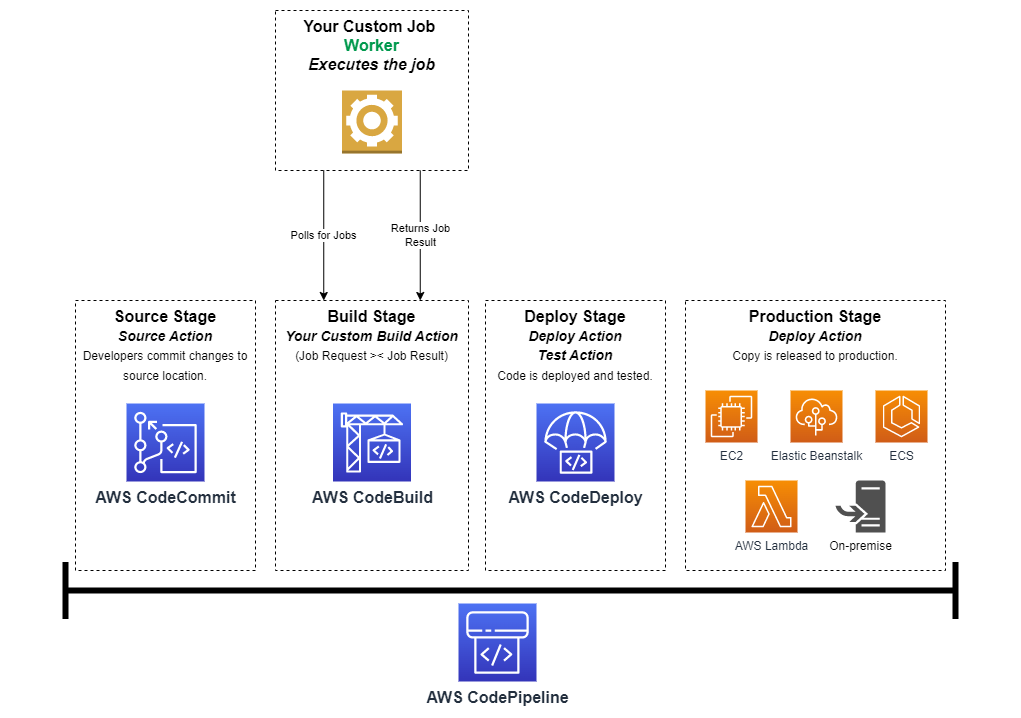 Your Custom Job
Worker
Executes the job
Polls for Jobs
Returns Job
Result
Source Stage
Source Action
Developers commit changes to
source location.
AWS CodeCommit
Build Stage
Your Custom Build Action
(Job Request >< Job Result)
AWS CodeBuild
Deploy Stage
Deploy Action
Test Action
Code is deployed and tested.
</>
AWS CodeDeploy
Production Stage
Deploy Action
Copy is released to production.
EC2
Elastic Beanstalk
ECS
AWS Lambda
On-premise
AWS CodePipeline